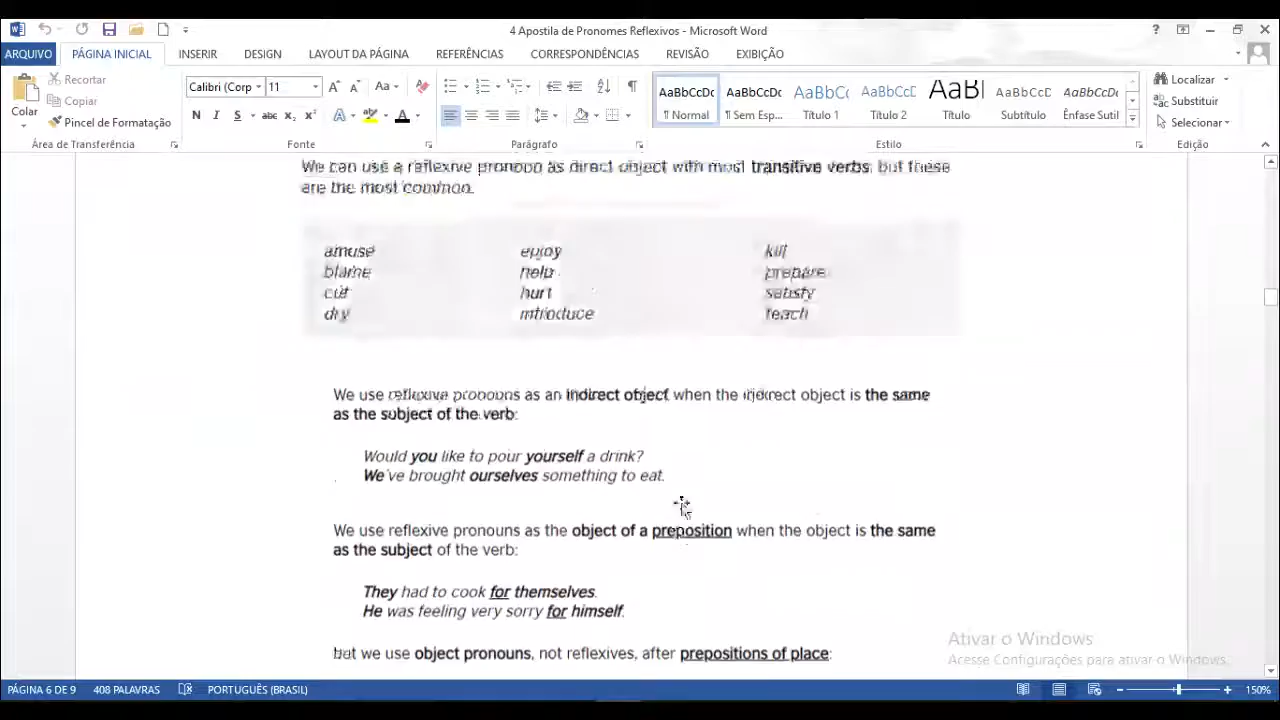 4 Apostila de Pronomes Reflexivos - Microsoft Word
ARQUIVO PÁGINA INICIAL INSERIR DESIGN LAYOUT DA PÁGINA REFERÊNCIAS CORRESPONDÊNCIAS REVISÃO EXIBIÇÃO
Colar
Recortar
Copiar
Pincel de Formatação
Área de Transferência
Calibri (Corp 11
Fonte
Parágrafo
AaBbCcDc AaBbCcDc AaBbCc AaBbCcD AaBl AaBbCcD AaBbCcDc
¶ Normal ¶ Sem Esp... Título 1 Título 2 Título Subtítulo Ênfase Sutil
Estilo
Localizar
Substituir
Selecionar
Edição
We can use a reflexive pronoun as direct object with most transitive verbs, but these
are the most common.
amuse enjoy kill
blame help prepare
cut hurt satisfy
dry introduce teach
We use reflexive pronouns as an indirect object when the indirect object is the same
as the subject of the verb:
Would you like to pour yourself a drink?
We've brought ourselves something to eat.
We use reflexive pronouns as the object of a preposition when the object is the same
as the subject of the verb:
They had to cook for themselves.
He was feeling very sorry for himself.
but we use object pronouns, not reflexives, after prepositions of place:
Ativar o Windows
Acesse Configurações para ativar o Windows.
PÁGINA 6 DE 9 408 PALAVRAS PORTUGUÊS (BRASIL) 150%